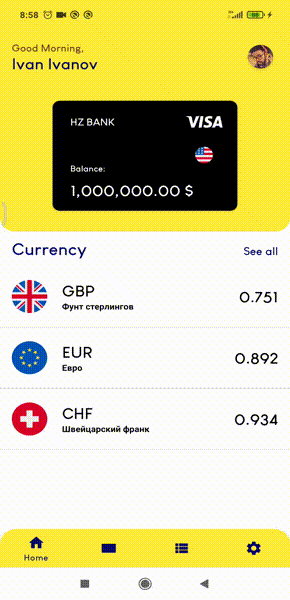 8:58
Good Morning,
Ivan Ivanov
HZ BANK VISA
Balance:
1,000,000.00 $
Currency See all
GBP
Фунт стерлингов
0.751
EUR
Евро
0.892
CHF
Швейцарский франк
0.934
Home